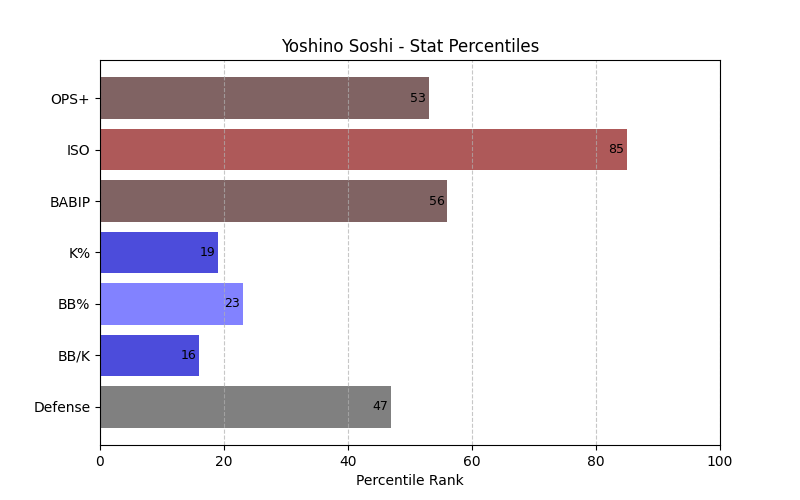 Yoshino Soshi - Stat Percentiles
OPS+ 53
ISO 85
BABIP 56
K% 19
BB% 23
BB/K 16
Defense 47
0 20 40 60 80 100
Percentile Rank